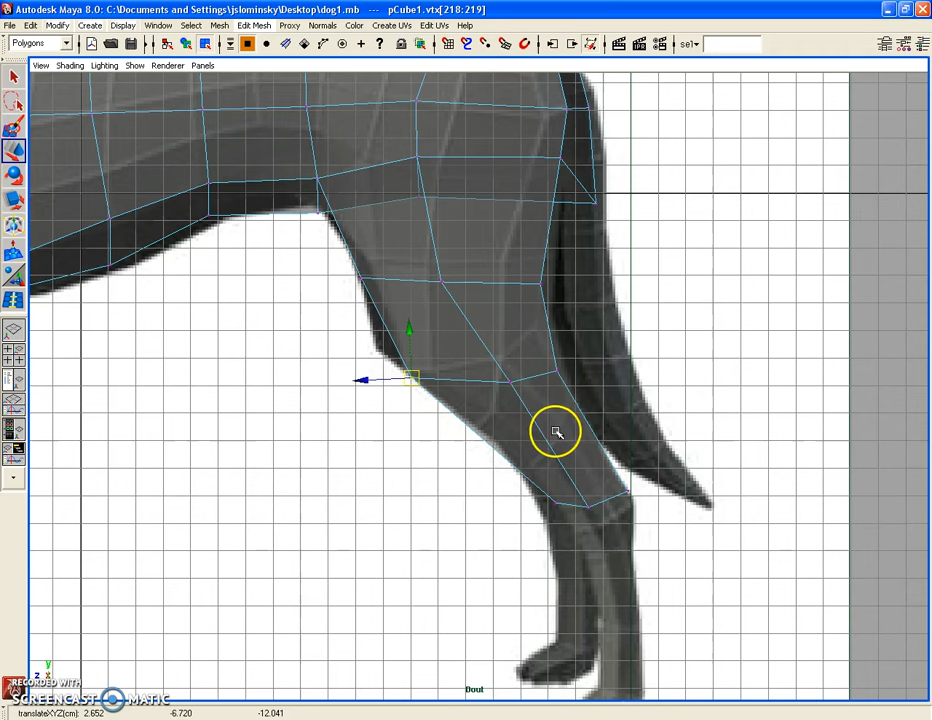 Autodesk Maya 8.0: C:\Documents and Settings\jslominsky\Desktop\dog1.mb --- pCube1.vtx[218:219]
File Edit Modify Create Display Window Select Mesh Edit Mesh Proxy Normals Color Create UVs Edit UVs Help
Polygons
sel
View Shading Lighting Show Renderer Panels
y
z x
RECORDED WITH
SCREENCAST MATIC
translateXYZ(cm): 2.652 -6.720 -12.041